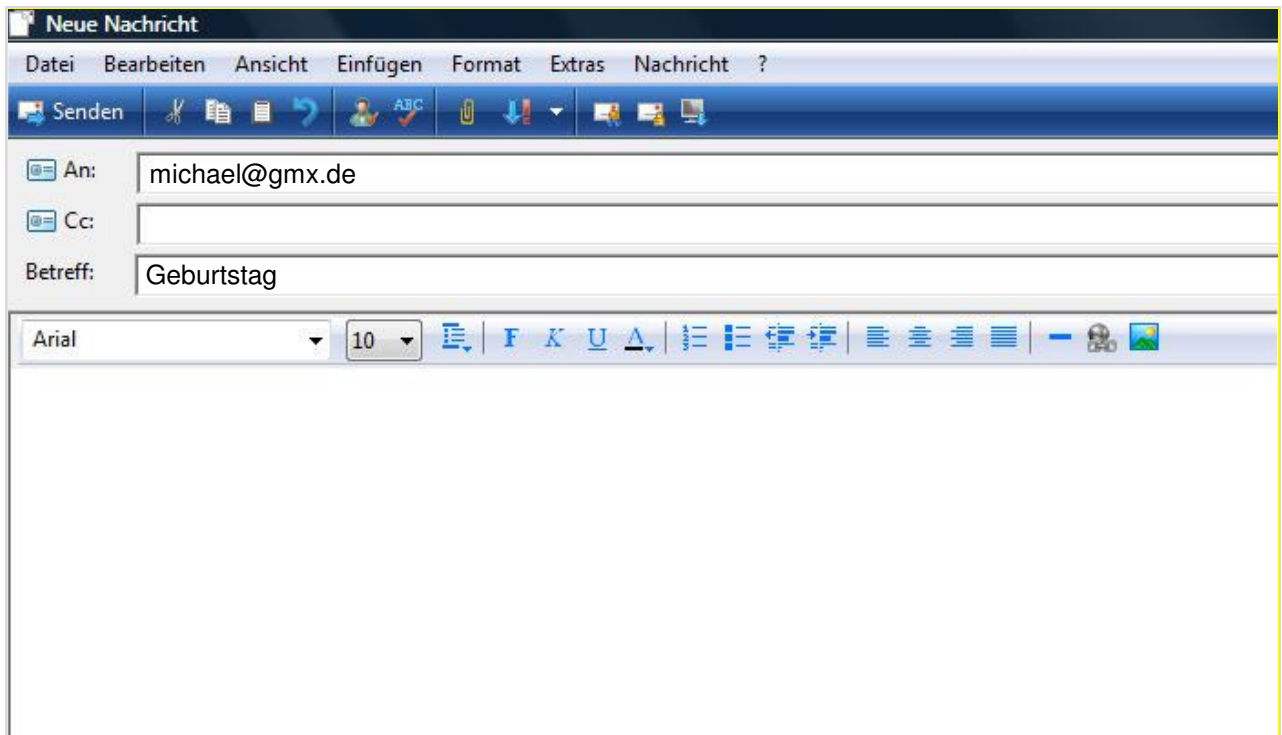 Neue Nachricht
Datei Bearbeiten Ansicht Einfügen Format Extras Nachricht ?
Senden ABC
An: michael@gmx.de
Cc:
Betreff: Geburtstag
Arial 10 F K U A